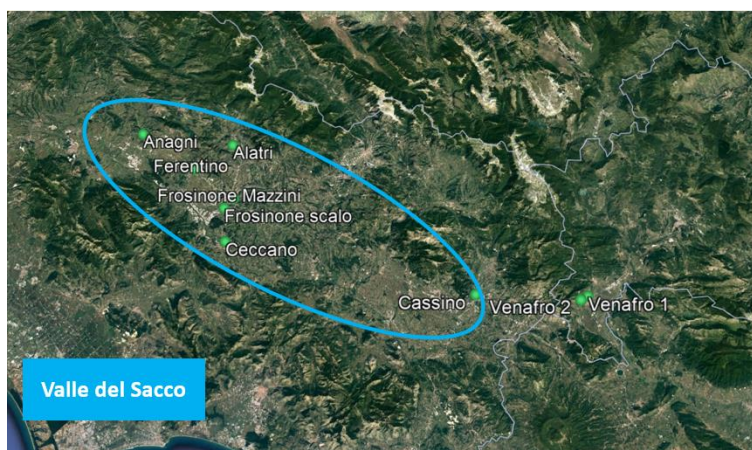 Anagni
Alatri
Ferentino
Frosinone Mazzini
Frosinone scalo
Ceccano
Cassino
Venafro 2
Venafro 1
Valle del Sacco